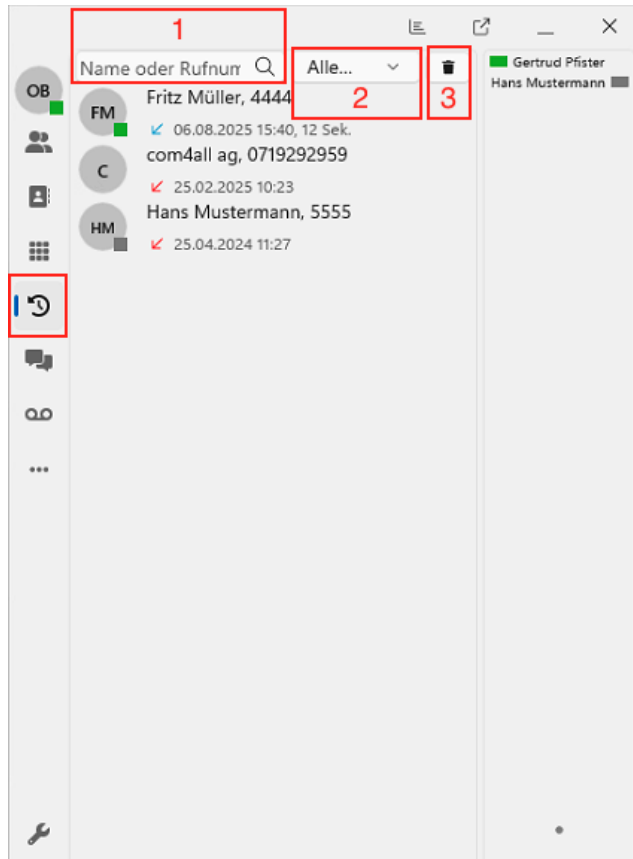 1
Name oder Rufnun
Alle...
2
3
Gertrud Pfister
Hans Mustermann
OB
FM
Fritz Müller, 4444
06.08.2025 15:40, 12 Sek.
C
com4all ag, 0719292959
25.02.2025 10:23
HM
Hans Mustermann, 5555
25.04.2024 11:27